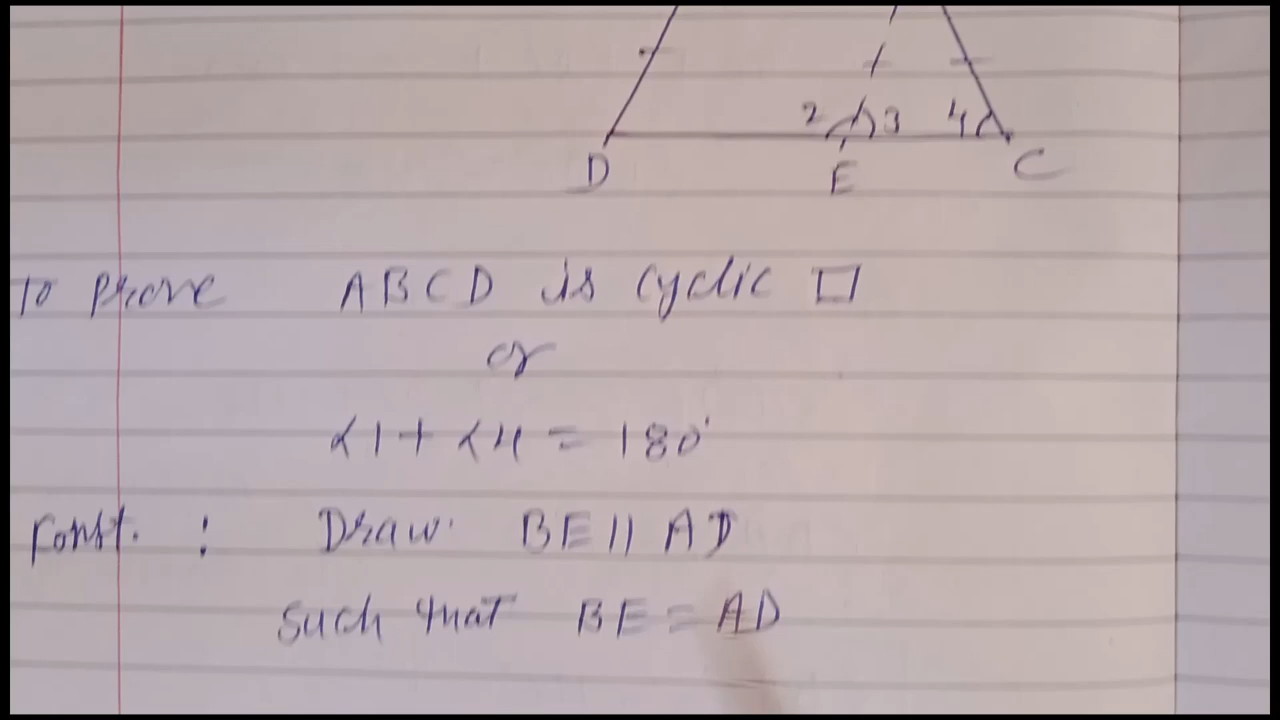 2 3 4
D E C
To prove ABCD is cyclic □
or
∠1 + ∠4 = 180°
Const. : Draw BE || AD
such that BE = AD